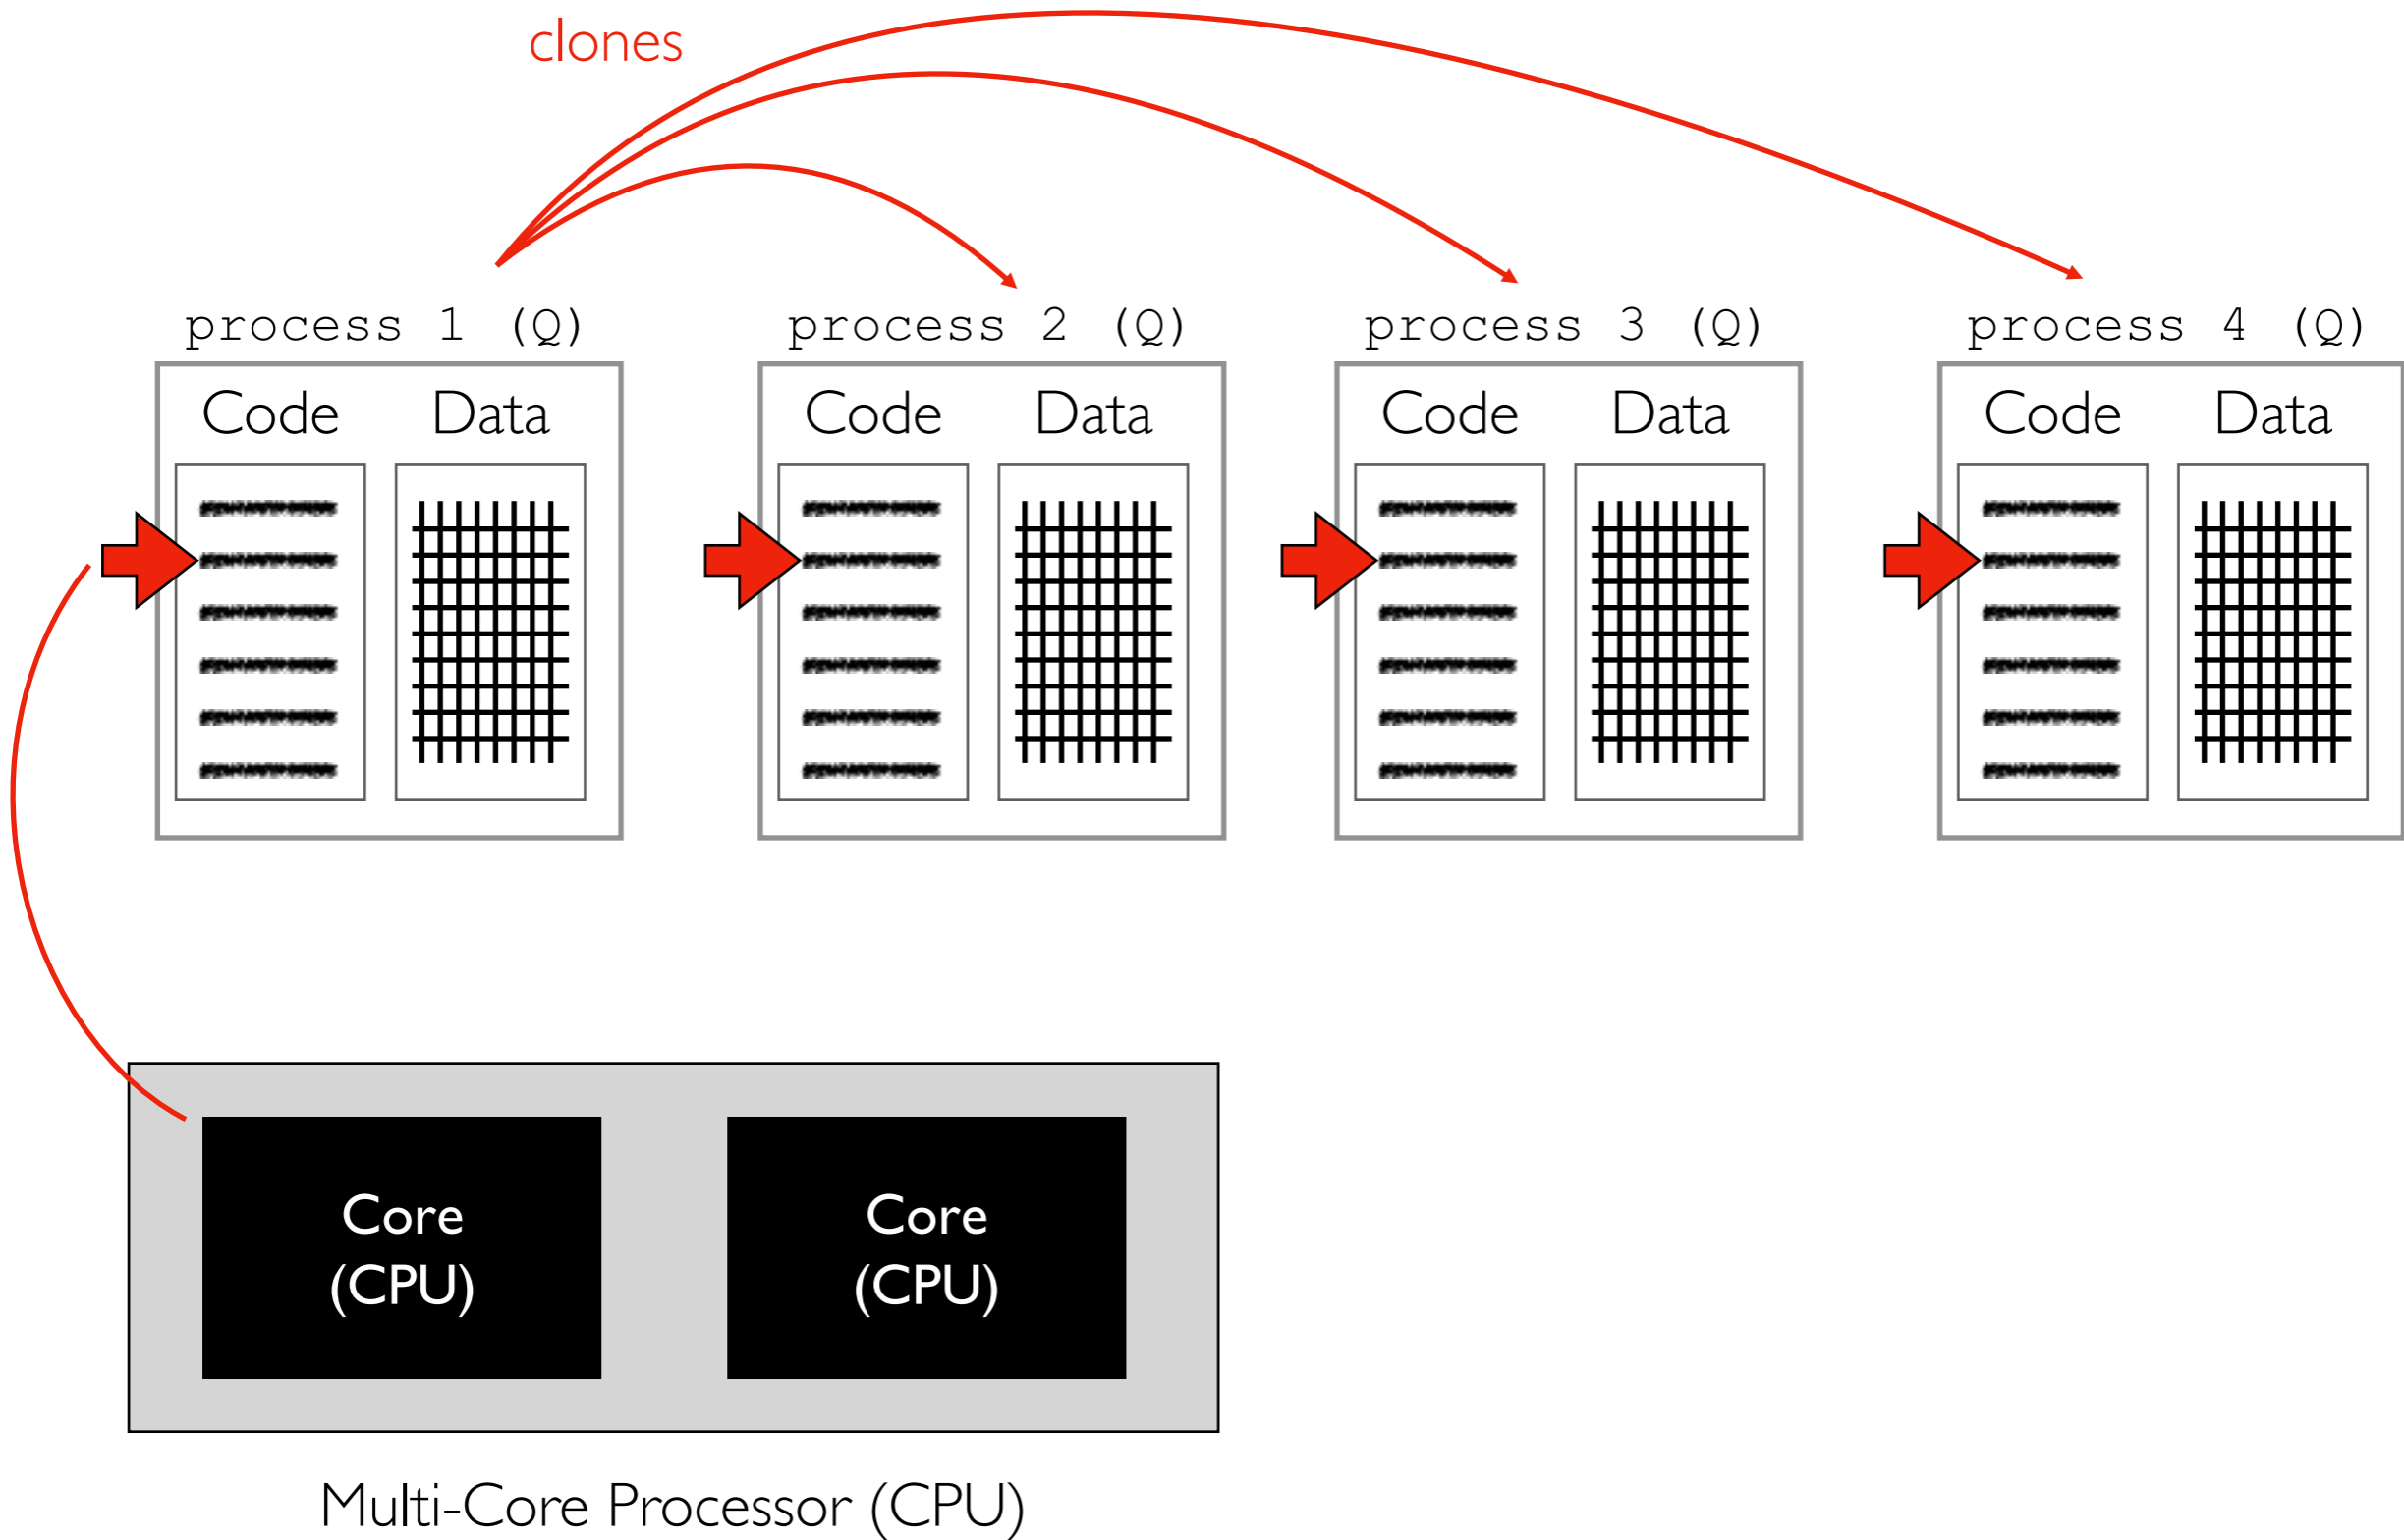 clones
process 1 (Q)
process 2 (Q)
process 3 (Q)
process 4 (Q)
Code
Data
Code
Data
Code
Data
Code
Data
Core
(CPU)
Core
(CPU)
Multi-Core Processor (CPU)